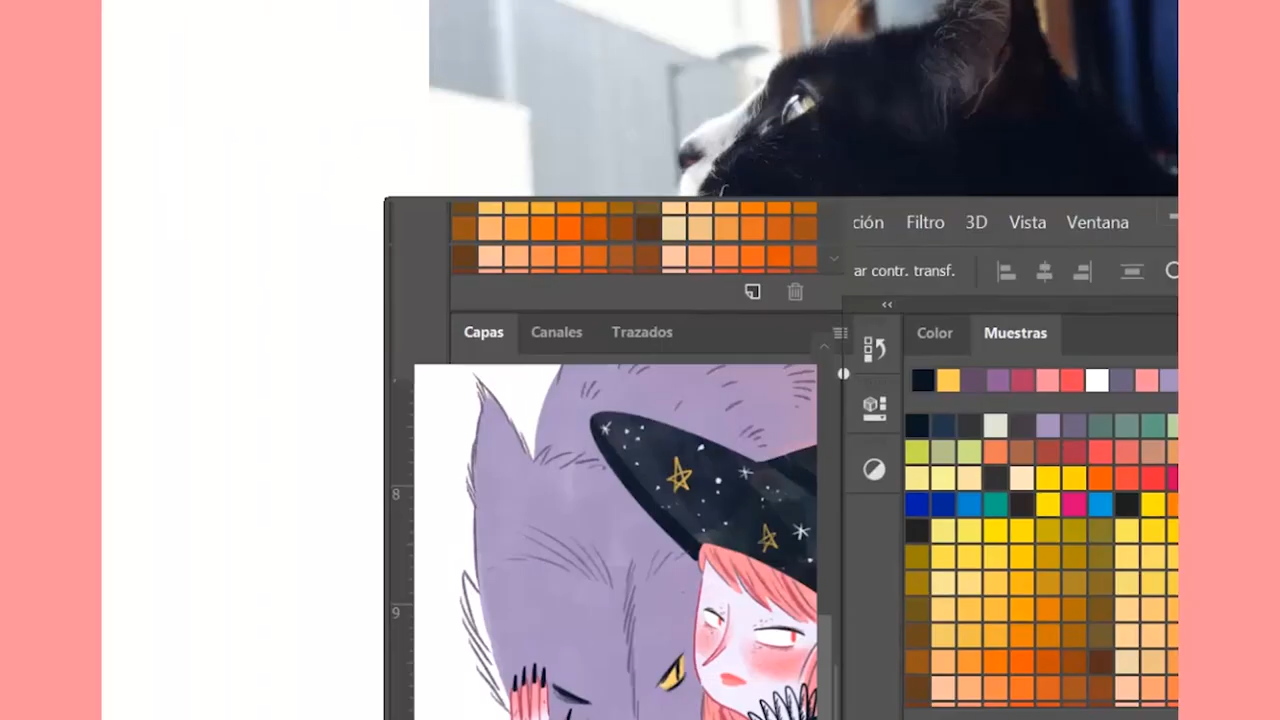 ción Filtro 3D Vista Ventana
ar contr. transf.
Capas Canales Trazados
Color Muestras
8
9